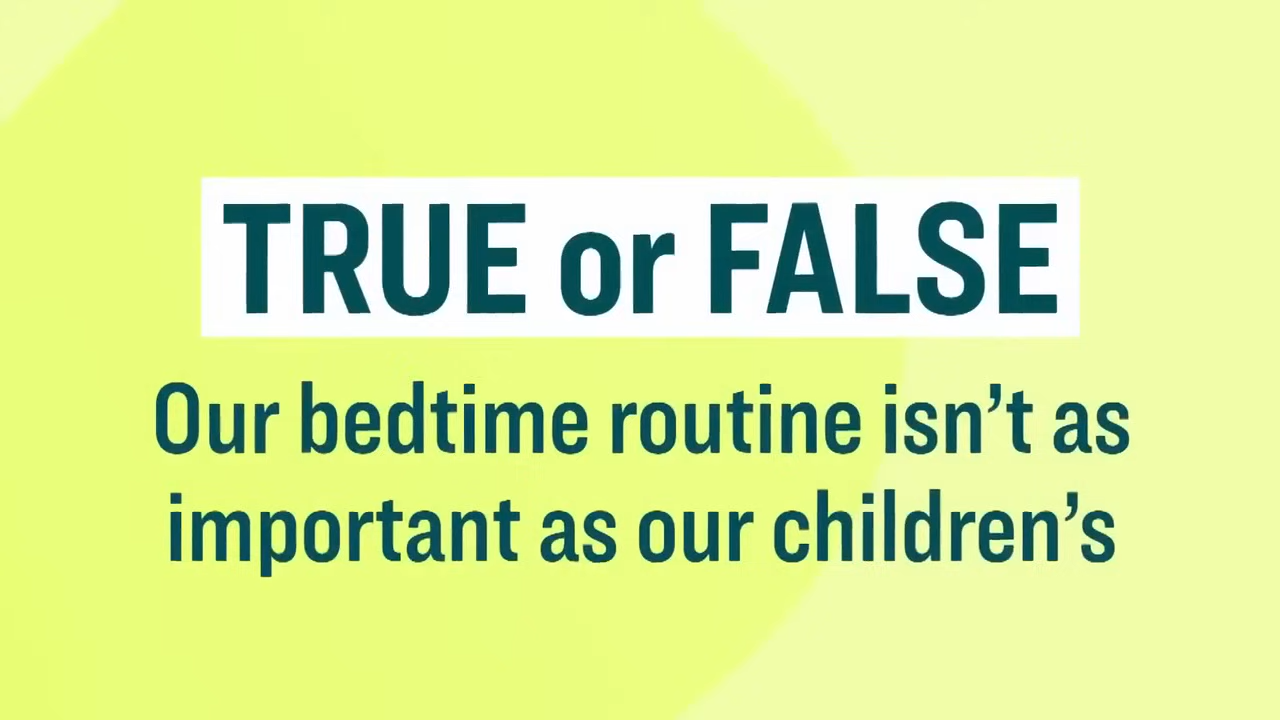 TRUE or FALSE
Our bedtime routine isn’t as
important as our children’s